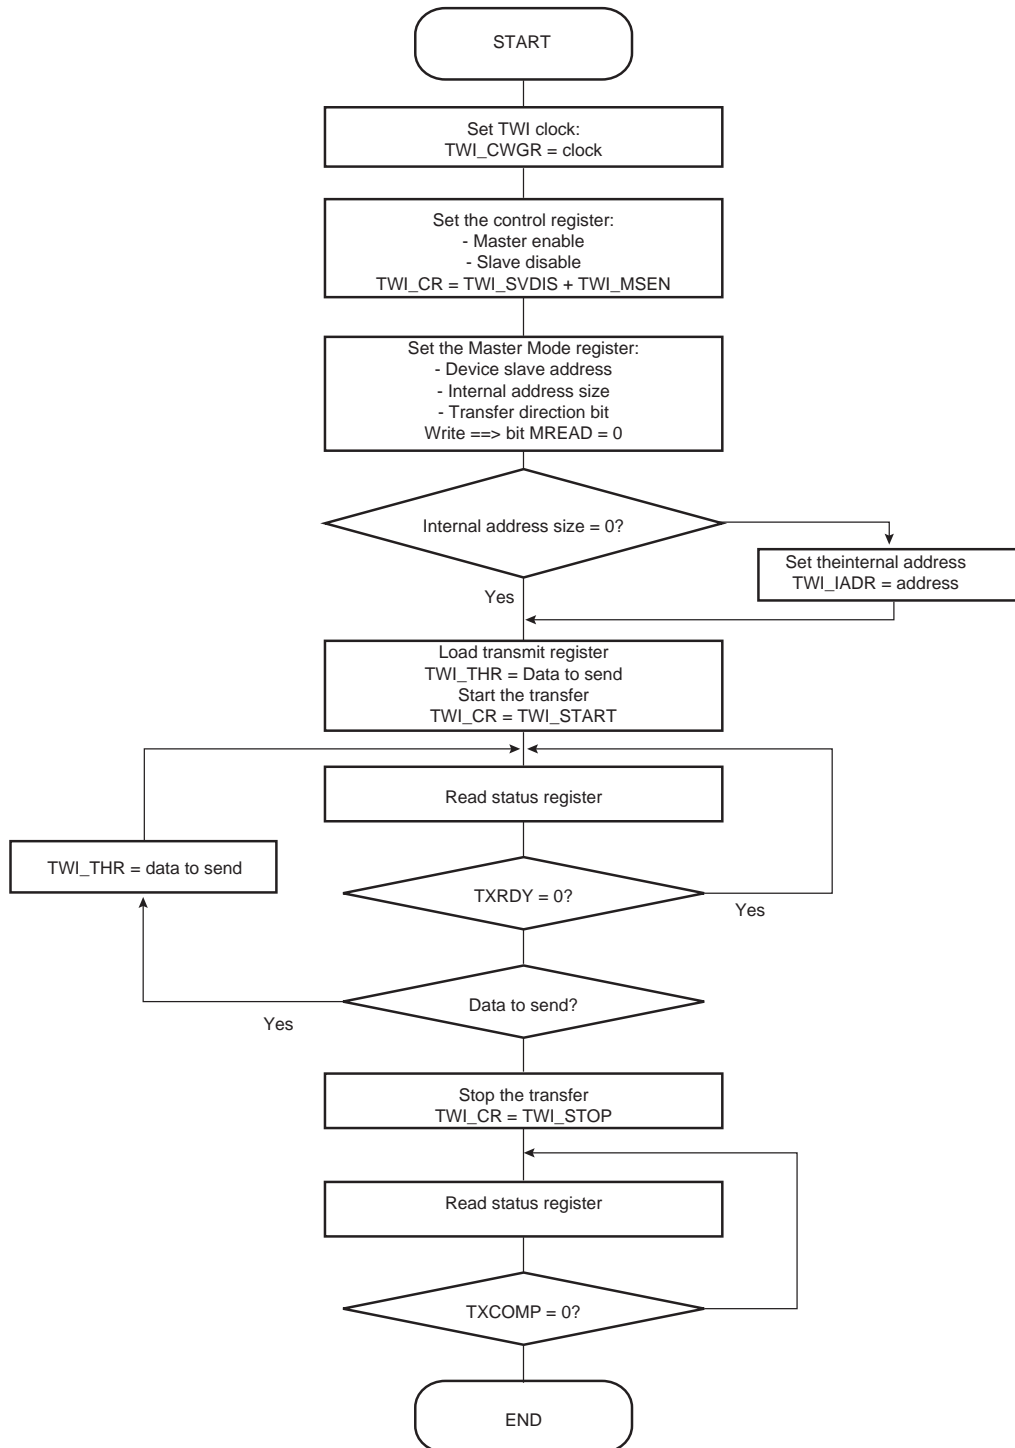 START
Set TWI clock:
TWI_CWGR = clock
Set the control register:
- Master enable
- Slave disable
TWI_CR = TWI_SVDIS + TWI_MSEN
Set the Master Mode register:
- Device slave address
- Internal address size
- Transfer direction bit
Write ==> bit MREAD = 0
Internal address size = 0?
Set theinternal address
TWI_IADR = address
Yes
Load transmit register
TWI_THR = Data to send
Start the transfer
TWI_CR = TWI_START
Read status register
TWI_THR = data to send
TXRDY = 0?
Yes
Data to send?
Yes
Stop the transfer
TWI_CR = TWI_STOP
Read status register
TXCOMP = 0?
END